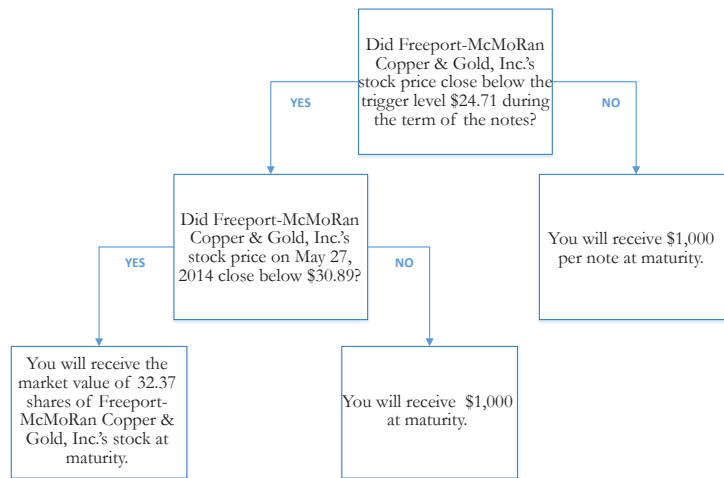 Did Freeport-McMoRan
Copper & Gold, Inc.'s
stock price close below the
trigger level $24.71 during
the term of the notes?
YES
NO
Did Freeport-McMoRan
Copper & Gold, Inc.'s
stock price on May 27,
2014 close below $30.89?
You will receive $1,000
per note at maturity.
YES
NO
You will receive the
market value of 32.37
shares of Freeport-
McMoRan Copper &
Gold, Inc.'s stock at
maturity.
You will receive $1,000
at maturity.